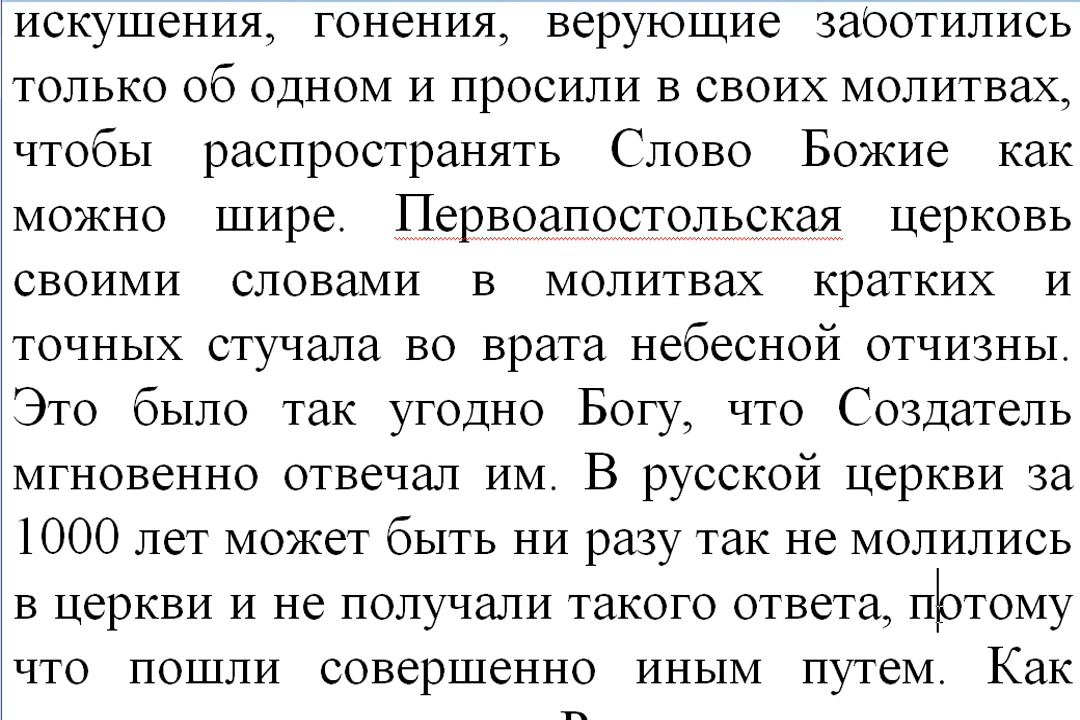 искушения, гонения, верующие заботились
только об одном и просили в своих молитвах,
чтобы распространять Слово Божие как
можно шире. Первоапостольская церковь
своими словами в молитвах кратких и
точных стучала во врата небесной отчизны.
Это было так угодно Богу, что Создатель
мгновенно отвечал им. В русской церкви за
1000 лет может быть ни разу так не молились
в церкви и не получали такого ответа, потому
что пошли совершенно иным путем. Как